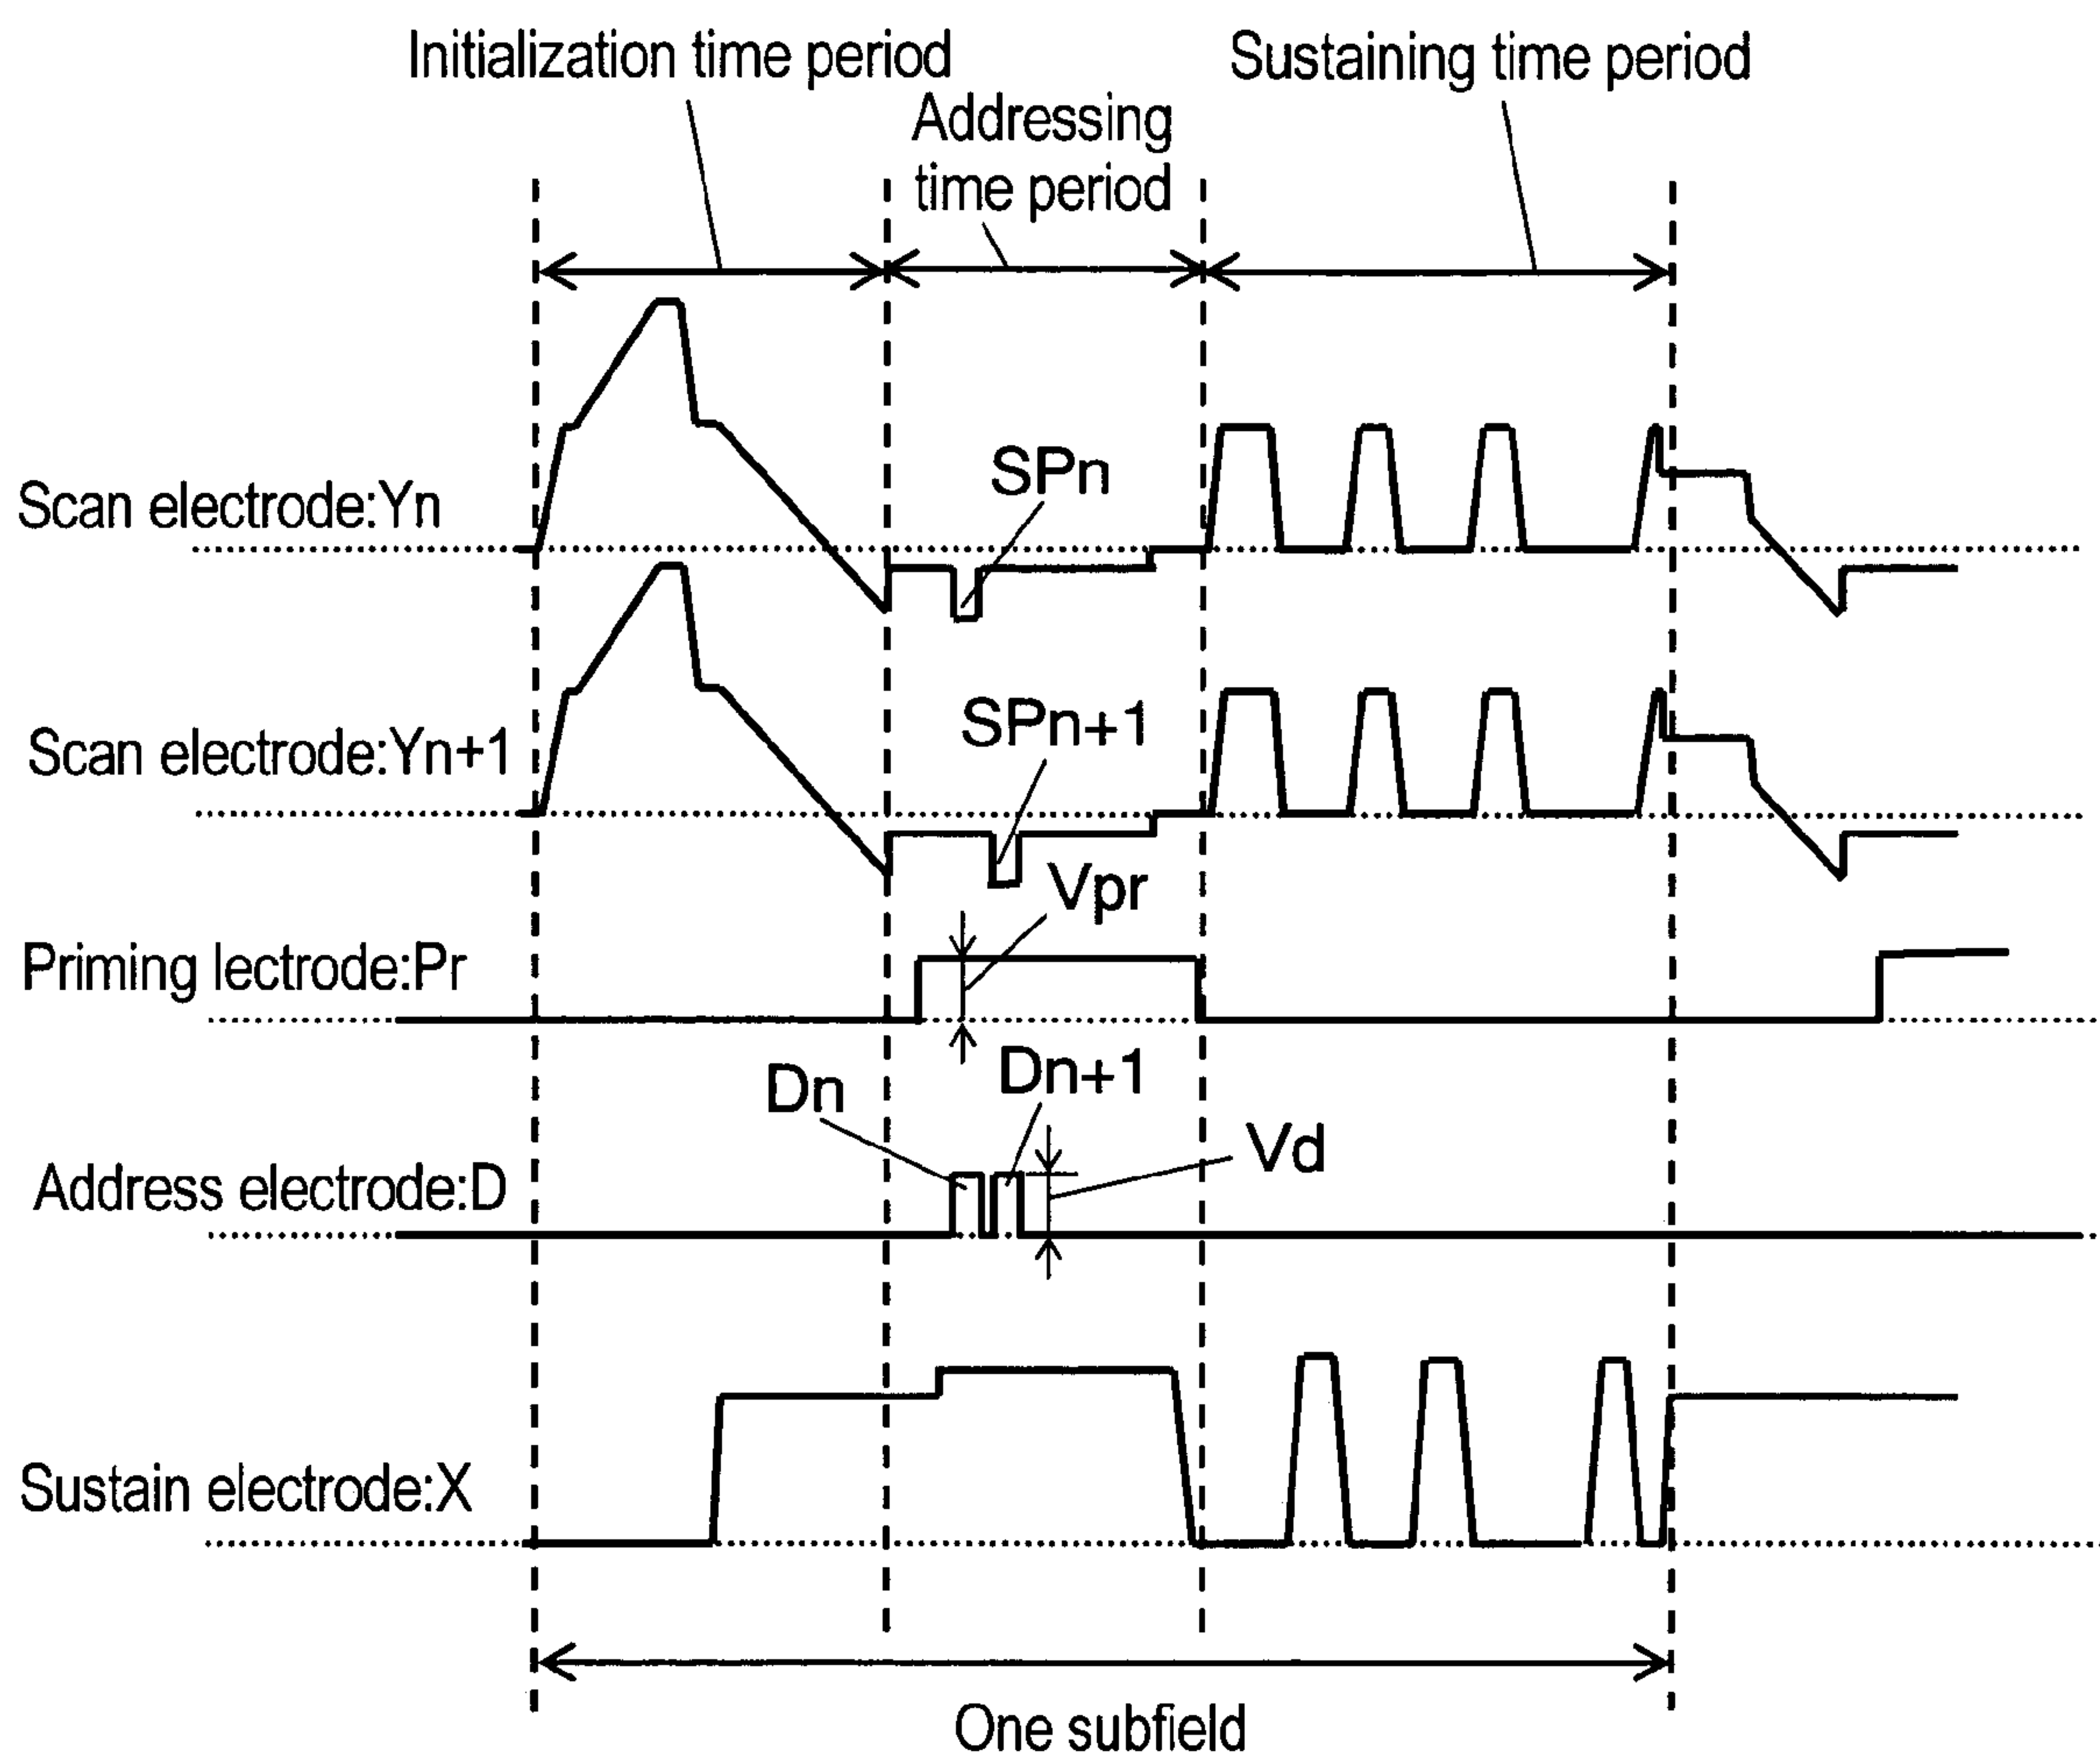 Initialization time period
Sustaining time period
Addressing
time period
SPn
Scan electrode:Yn
SPn+1
Scan electrode:Yn+1
Vpr
Priming lectrode:Pr
Dn+1
Dn
Vd
Address electrode:D
Sustain electrode:X
One subfield